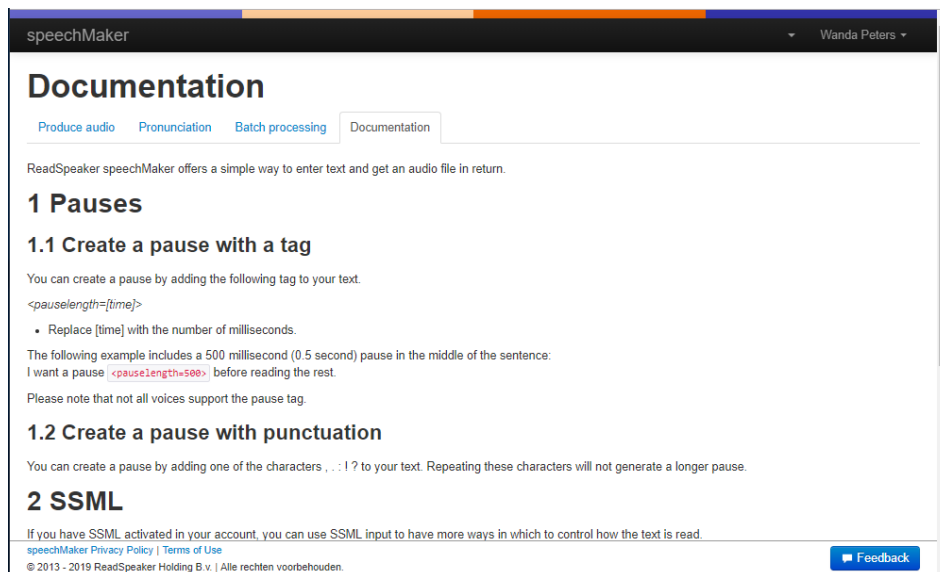 speechMaker
Wanda Peters
Documentation
Produce audio Pronunciation Batch processing Documentation
ReadSpeaker speechMaker offers a simple way to enter text and get an audio file in return.
1 Pauses
1.1 Create a pause with a tag
You can create a pause by adding the following tag to your text.
<pauselength=[time]>
• Replace [time] with the number of milliseconds.
The following example includes a 500 millisecond (0.5 second) pause in the middle of the sentence:
I want a pause <pauselength=500> before reading the rest.
Please note that not all voices support the pause tag.
1.2 Create a pause with punctuation
You can create a pause by adding one of the characters , . : ! ? to your text. Repeating these characters will not generate a longer pause.
2 SSML
If you have SSML activated in your account, you can use SSML input to have more ways in which to control how the text is read.
speechMaker Privacy Policy | Terms of Use
© 2013 - 2019 ReadSpeaker Holding B.v. | Alle rechten voorbehouden.
Feedback